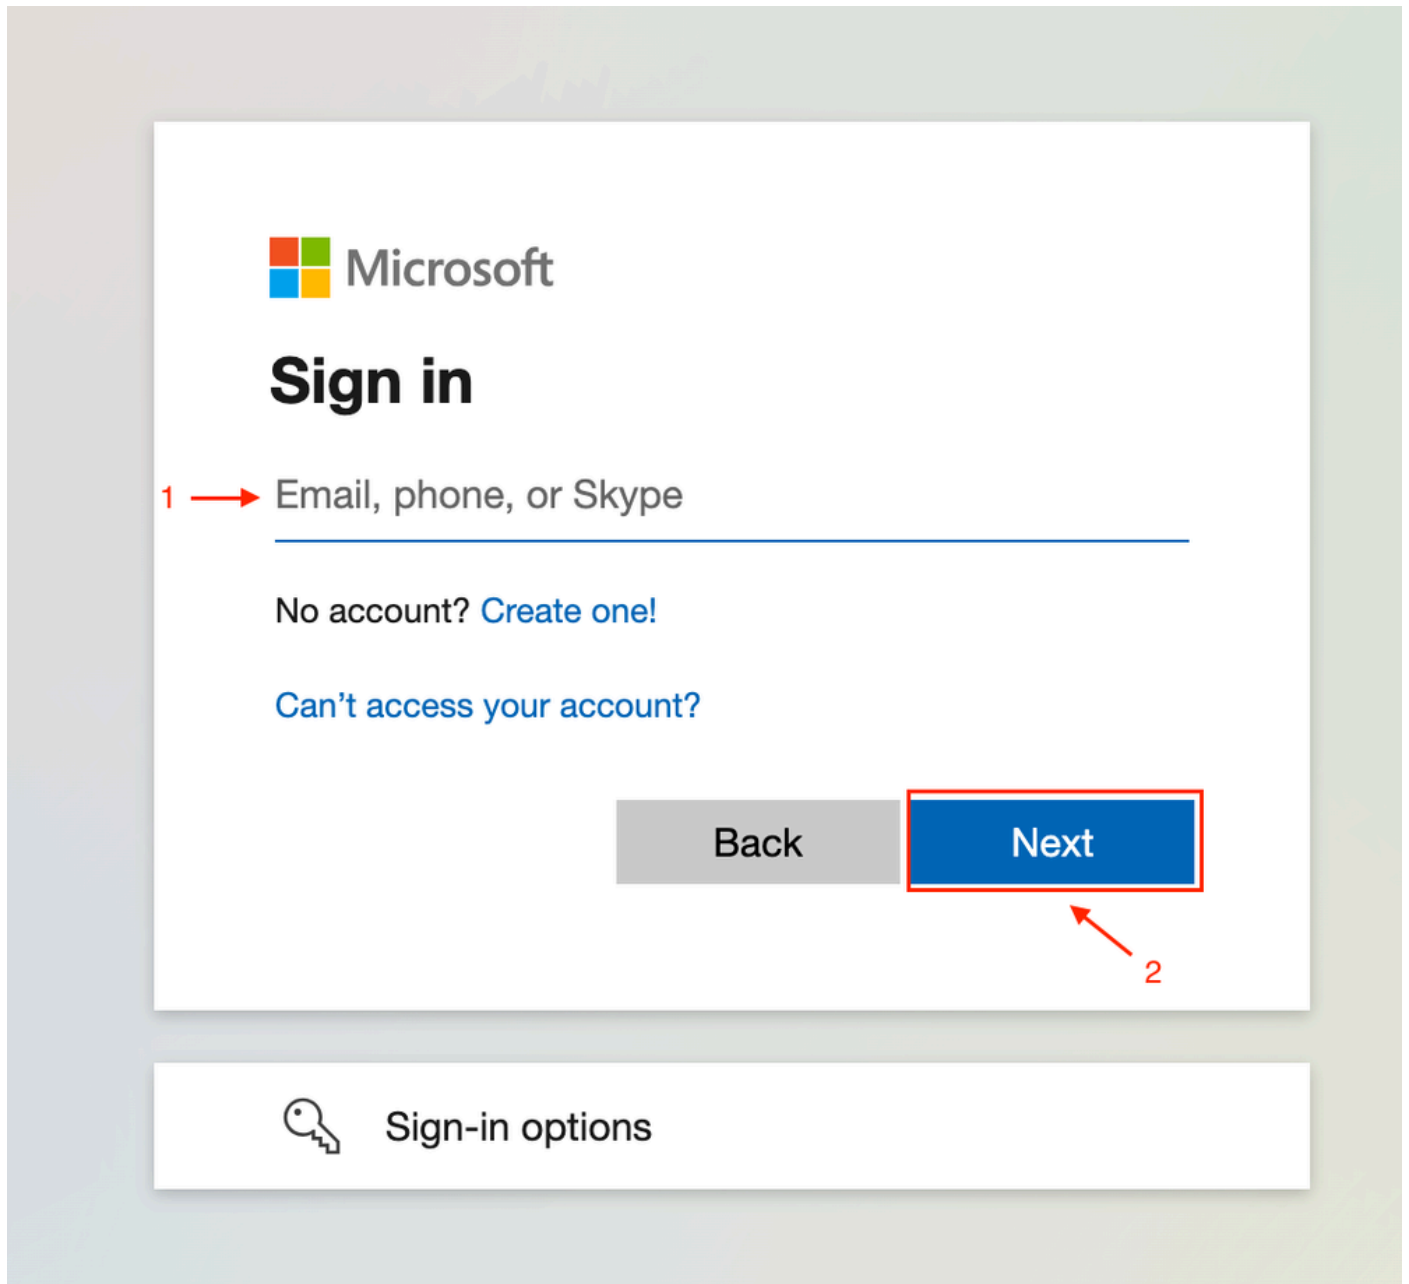 Microsoft
Sign in
1
Email, phone, or Skype
No account? Create one!
Can’t access your account?
Back
Next
2
Sign-in options